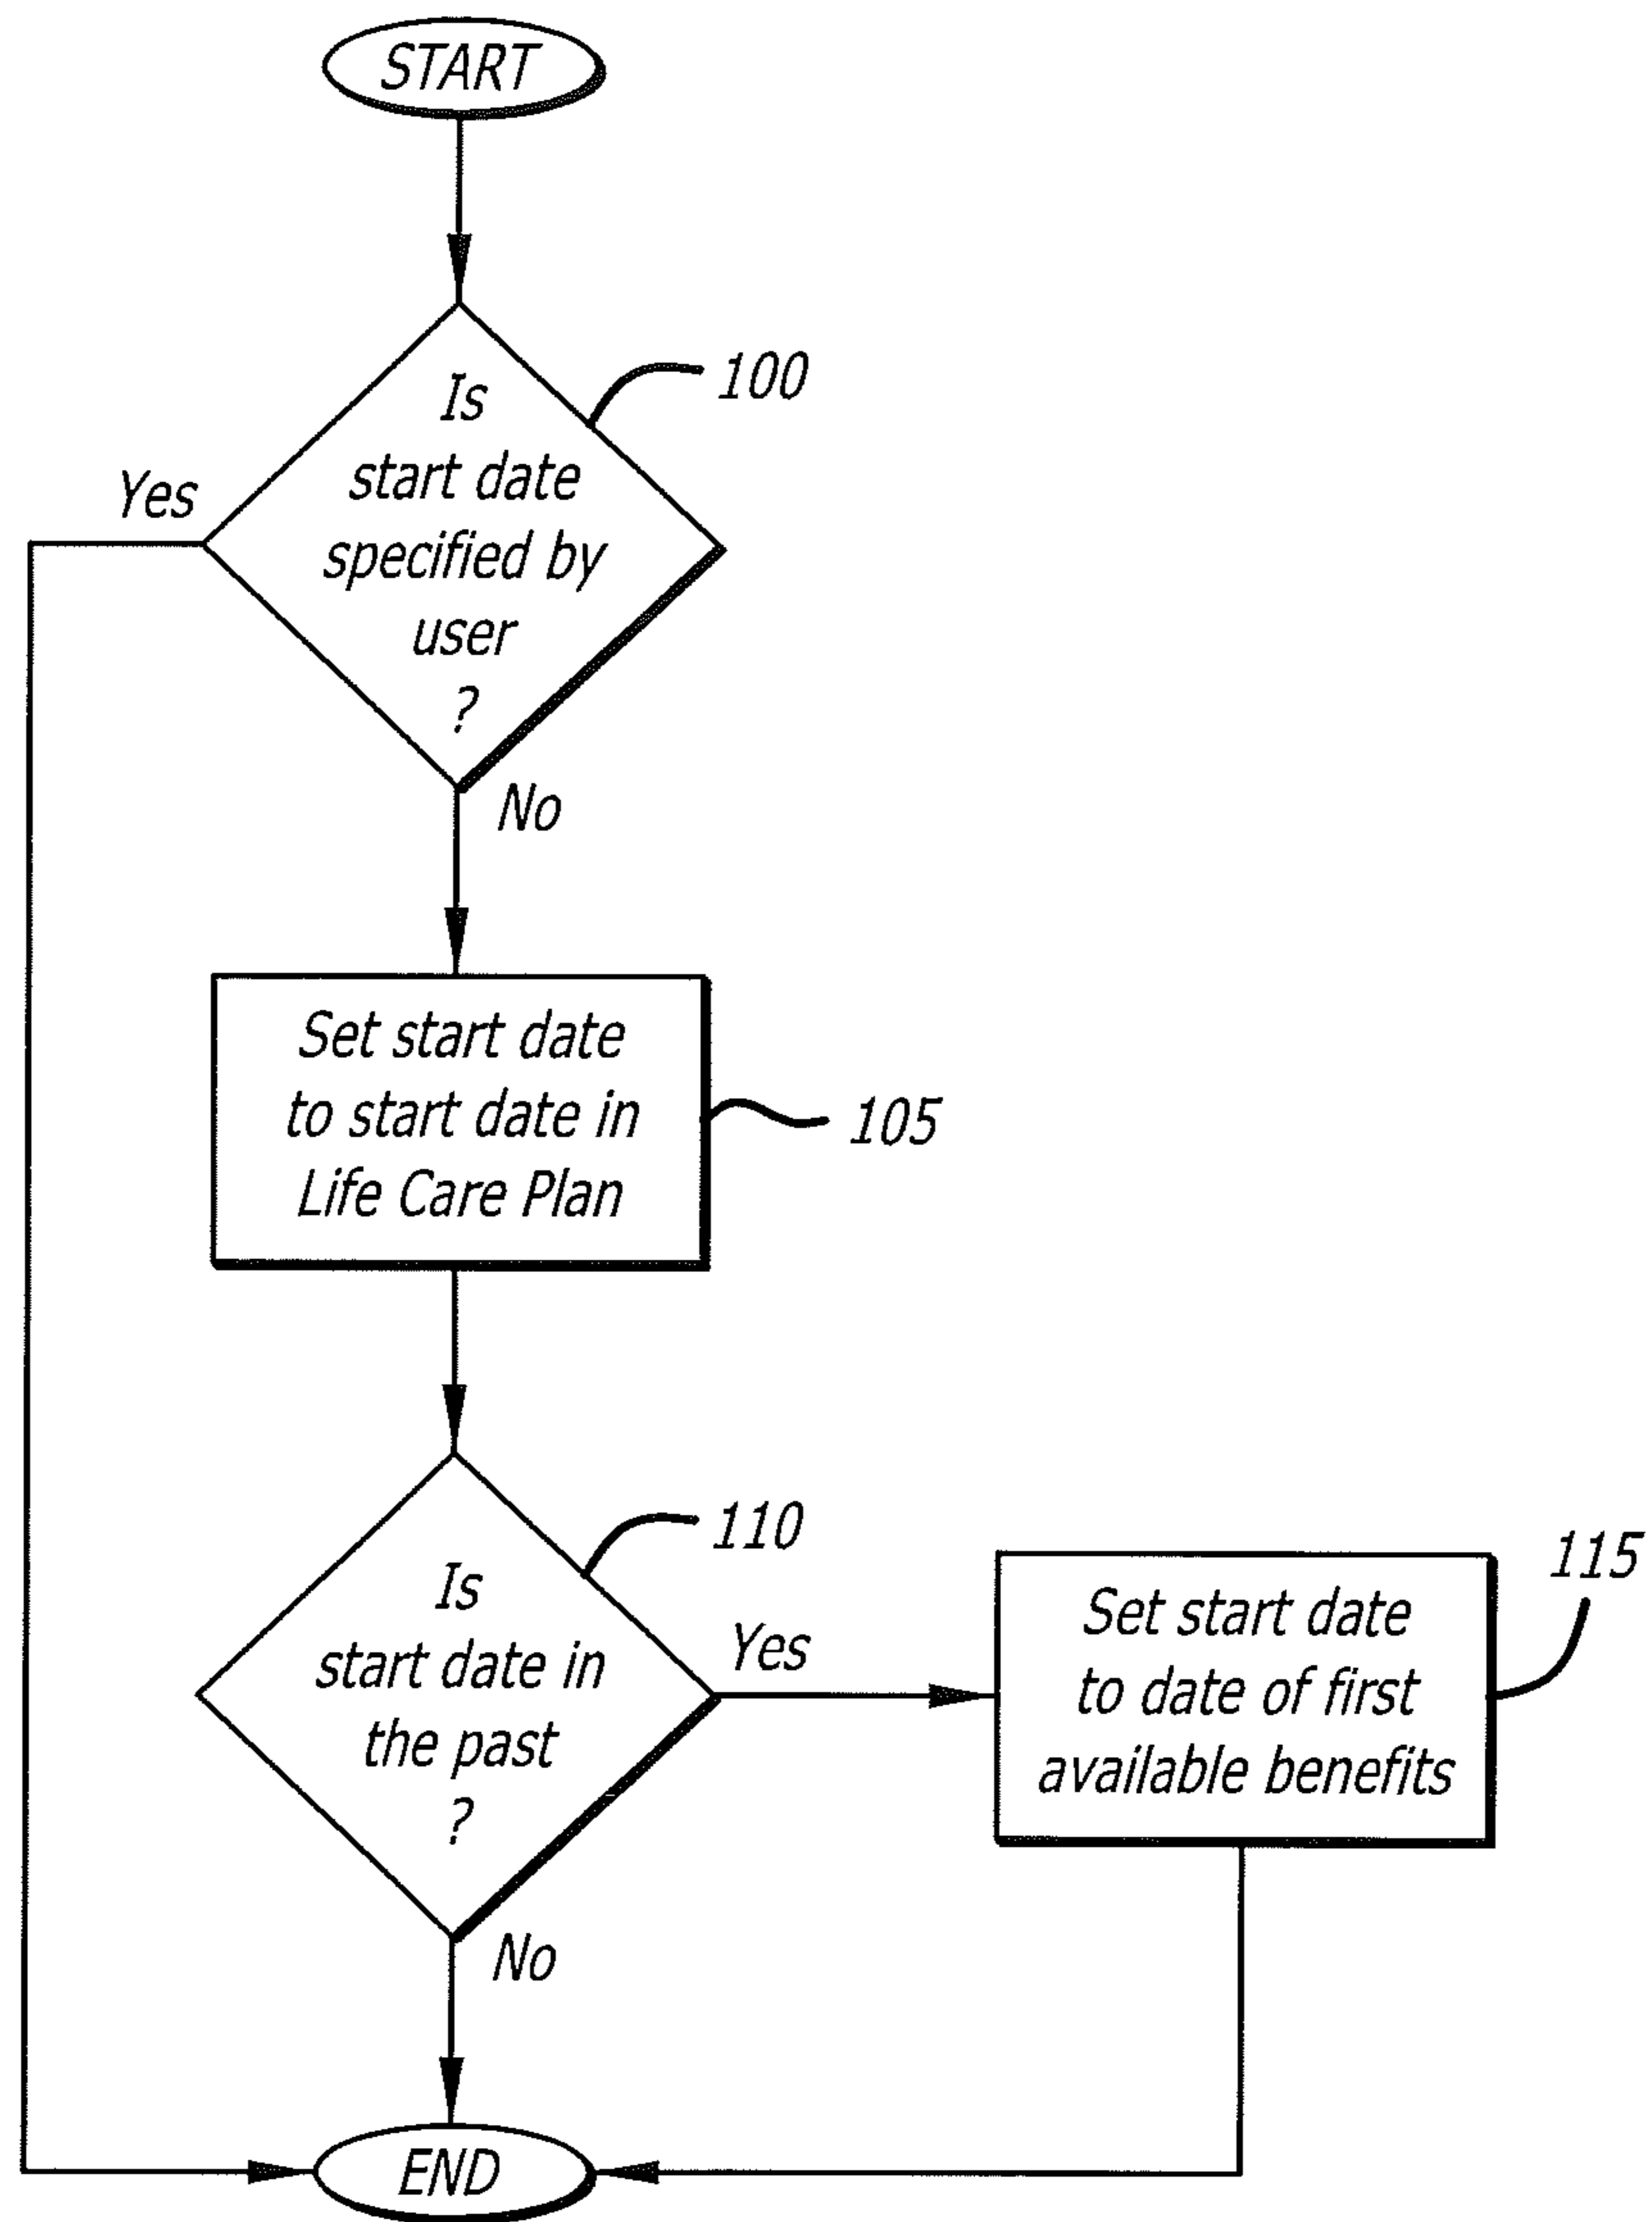 START
Is
start date
specified by
user
?
100
Yes
No
Set start date
to start date in
Life Care Plan
105
Is
start date in
the past
?
110
Yes
No
Set start date
to date of first
available benefits
115
END